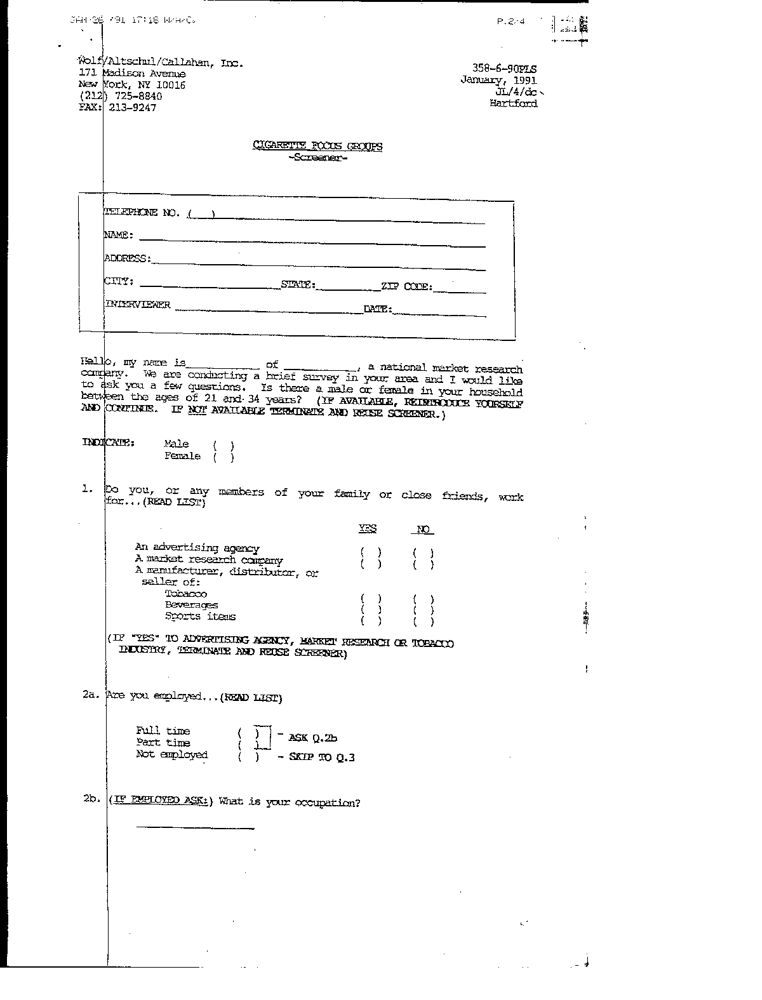 JAN 26 '91 17:18 W/A/C. P.2/4
Wolf/Altschul/Callahan, Inc.
171 Madison Avenue
New York, NY 10016
(212) 725-8840
FAX: 213-9247
358-6-90PLS
January, 1991
JL/4/dc
Hartford
CIGARETTE FOCUS GROUPS
-Screener-
TELEPHONE NO. ( )
NAME:
ADDRESS:
CITY: STATE: ZIP CODE:
INTERVIEWER DATE:
Hello, my name is __________ of __________, a national market research
company. We are conducting a brief survey in your area and I would like
to ask you a few questions. Is there a male or female in your household
between the ages of 21 and 34 years? (IF AVAILABLE, REINTRODUCE YOURSELF
AND CONTINUE. IF NOT AVAILABLE TERMINATE AND REUSE SCREENER.)
INDICATE: Male ( )
Female ( )
1. Do you, or any members of your family or close friends, work
for...(READ LIST)
YES NO
An advertising agency ( ) ( )
A market research company ( ) ( )
A manufacturer, distributor, or
seller of:
Tobacco ( ) ( )
Beverages ( ) ( )
Sports items ( ) ( )
(IF "YES" TO ADVERTISING AGENCY, MARKET RESEARCH OR TOBACCO
INDUSTRY, TERMINATE AND REUSE SCREENER)
2a. Are you employed...(READ LIST)
Full time ( )
Part time ( ) - ASK Q.2b
Not employed ( ) - SKIP TO Q.3
2b. (IF EMPLOYED ASK:) What is your occupation?